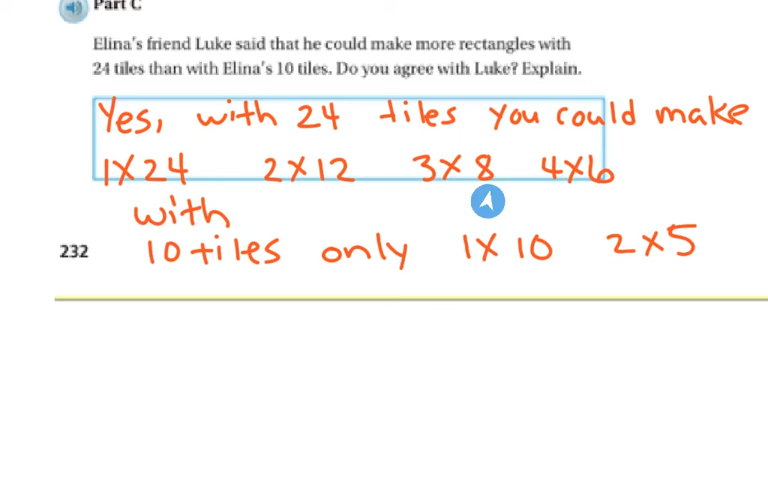 Part C
Elina's friend Luke said that he could make more rectangles with
24 tiles than with Elina's 10 tiles. Do you agree with Luke? Explain.
Yes, with 24 tiles you could make
1X24 2X12 3X8 4X6
with
232 10 tiles only 1X10 2X5